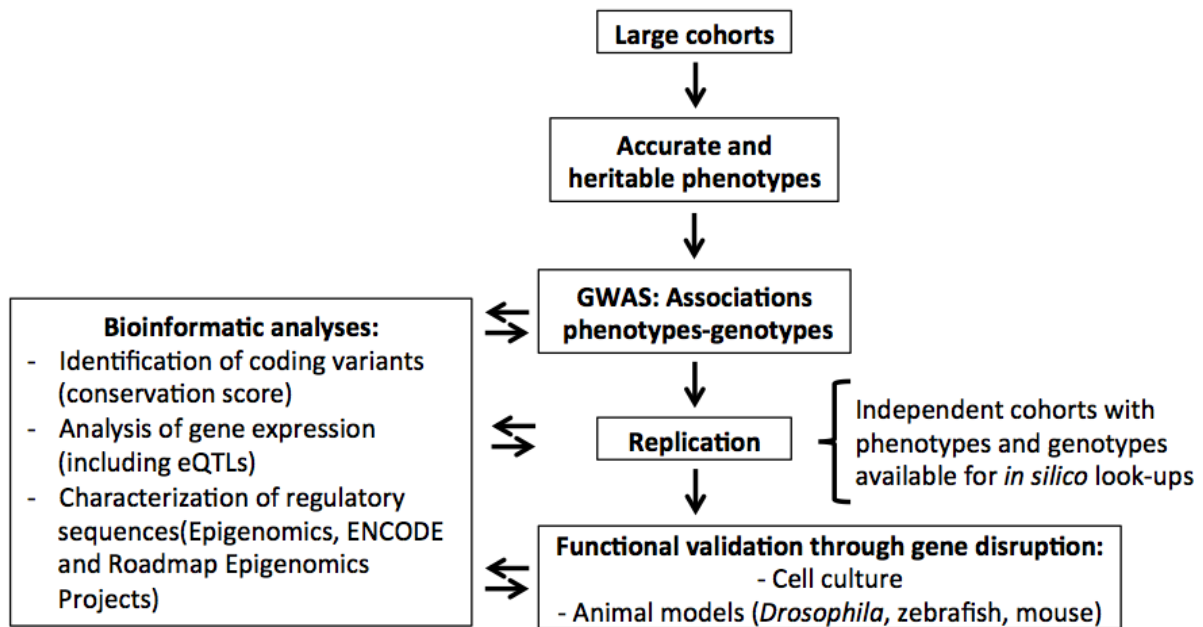 Large cohorts
Accurate and
heritable phenotypes
GWAS: Associations
phenotypes-genotypes
Bioinformatic analyses:
- Identification of coding variants
(conservation score)
- Analysis of gene expression
(including eQTLs)
- Characterization of regulatory
sequences(Epigenomics, ENCODE
and Roadmap Epigenomics
Projects)
Replication
Independent cohorts with
phenotypes and genotypes
available for in silico look-ups
Functional validation through gene disruption:
- Cell culture
- Animal models (Drosophila, zebrafish, mouse)